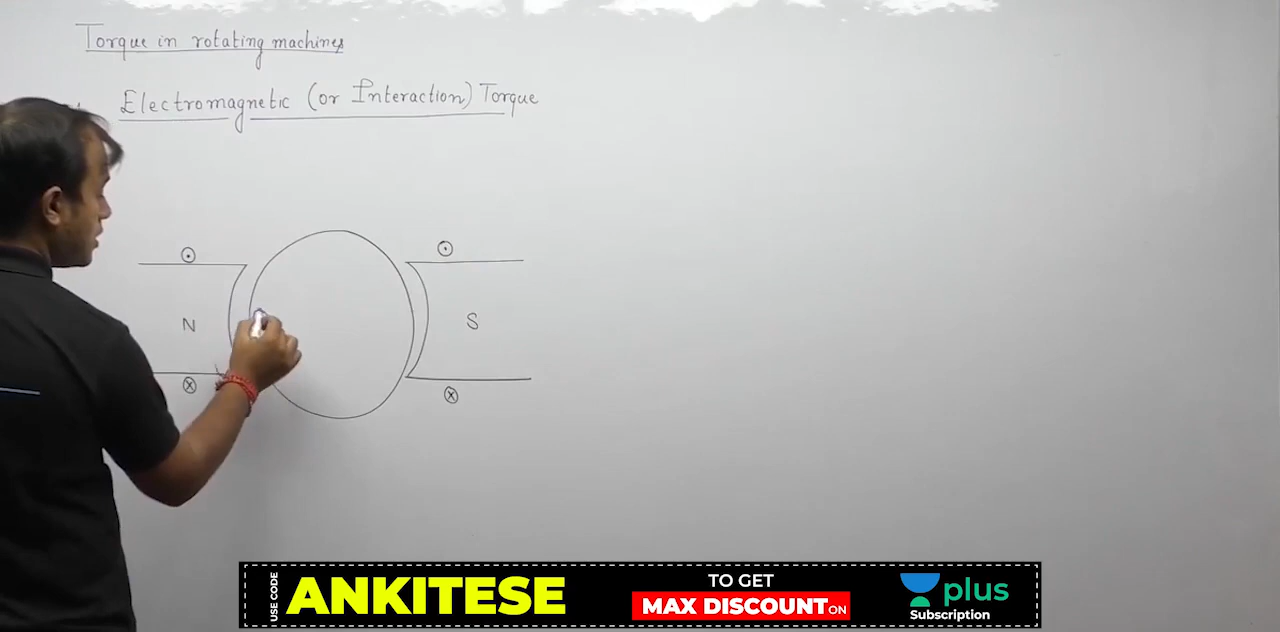 Torque in rotating machines
Electromagnetic (or Interaction) Torque
N
S
USE CODE
ANKITESE
TO GET
MAX DISCOUNT ON
plus
Subscription